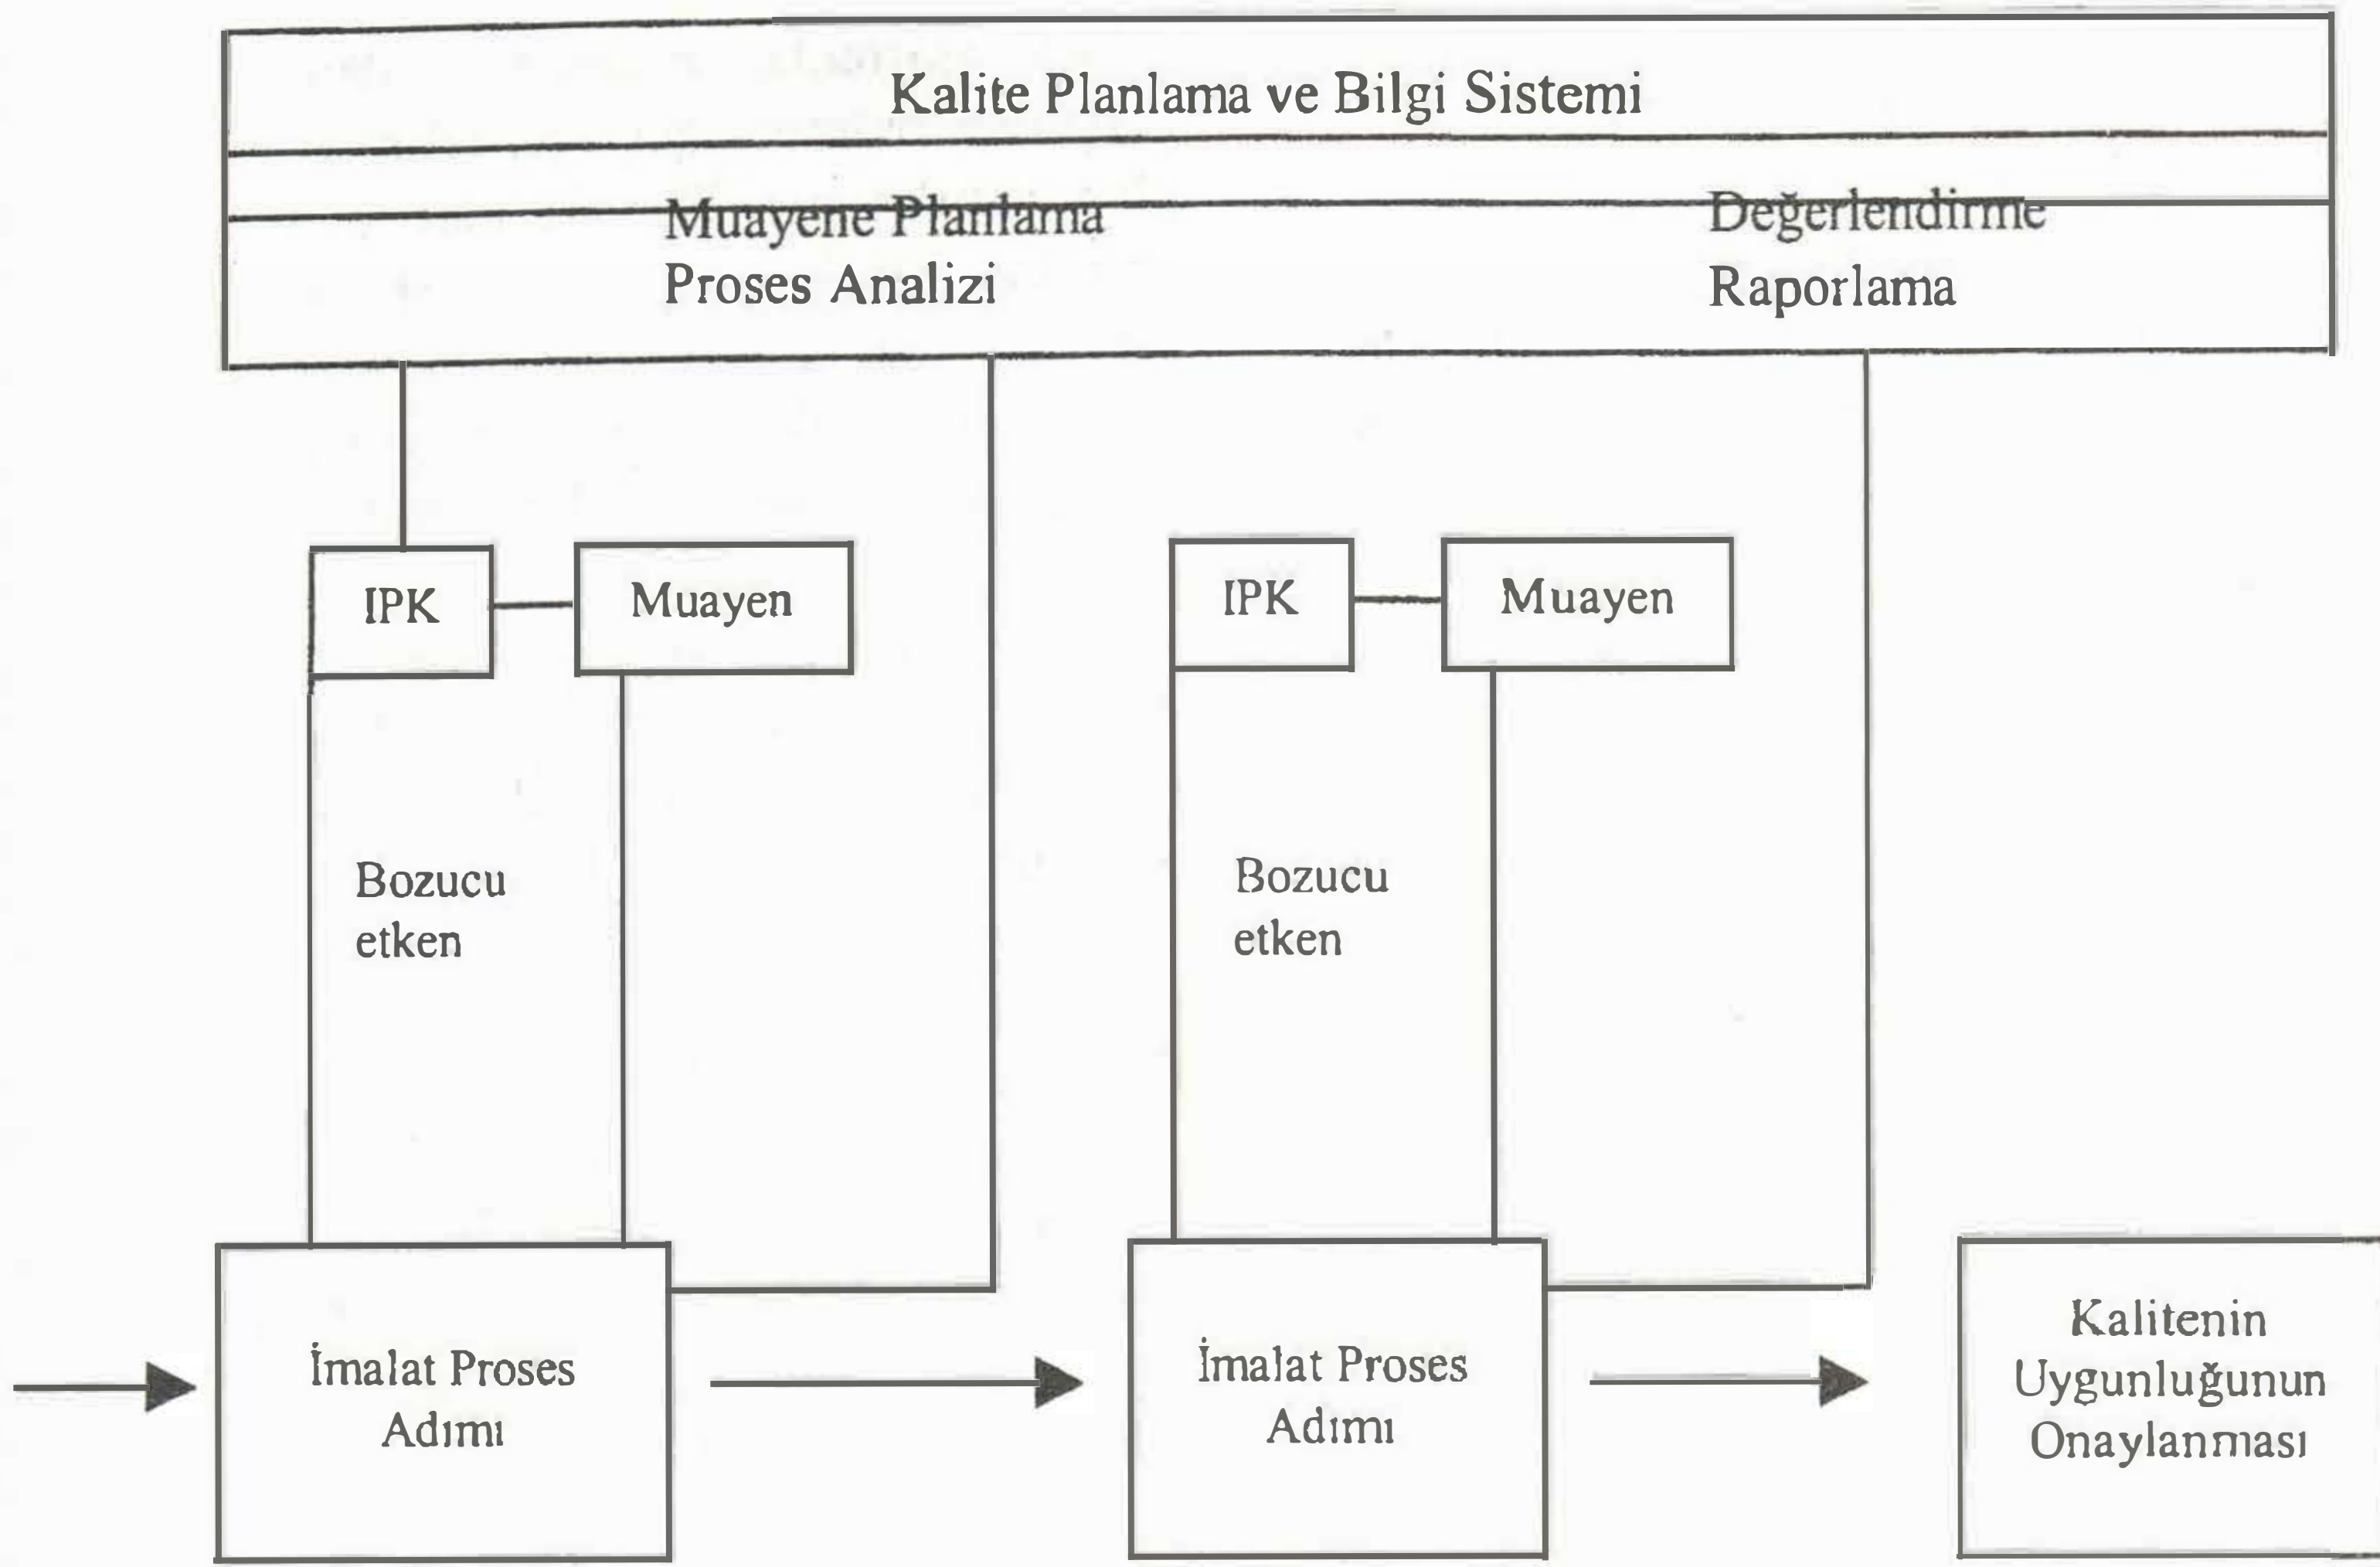 Kalite Planlama ve Bilgi Sistemi
Muayene Planlama
Proses Analizi
Değerlendirme
Raporlama
IPK
Muayen
IPK
Muayen
Bozucu
etken
Bozucu
etken
İmalat Proses
Adımı
İmalat Proses
Adımı
Kalitenin
Uygunluğunun
Onaylanması